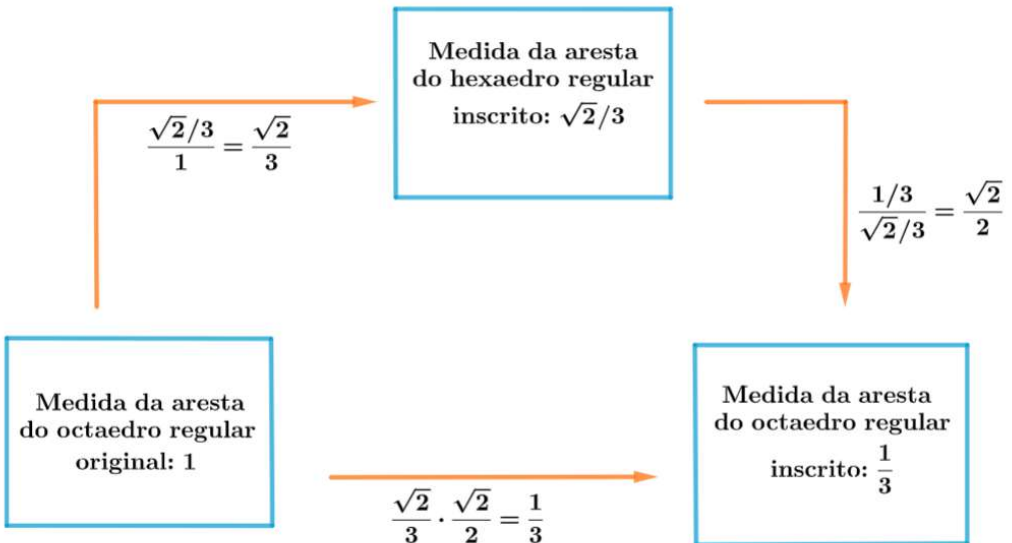 Medida da aresta
do hexaedro regular
inscrito: √2/3
(√2/3)/1 = √2/3
(1/3)/(√2/3) = √2/2
Medida da aresta
do octaedro regular
original: 1
Medida da aresta
do octaedro regular
inscrito: 1/3
√2/3 · √2/2 = 1/3